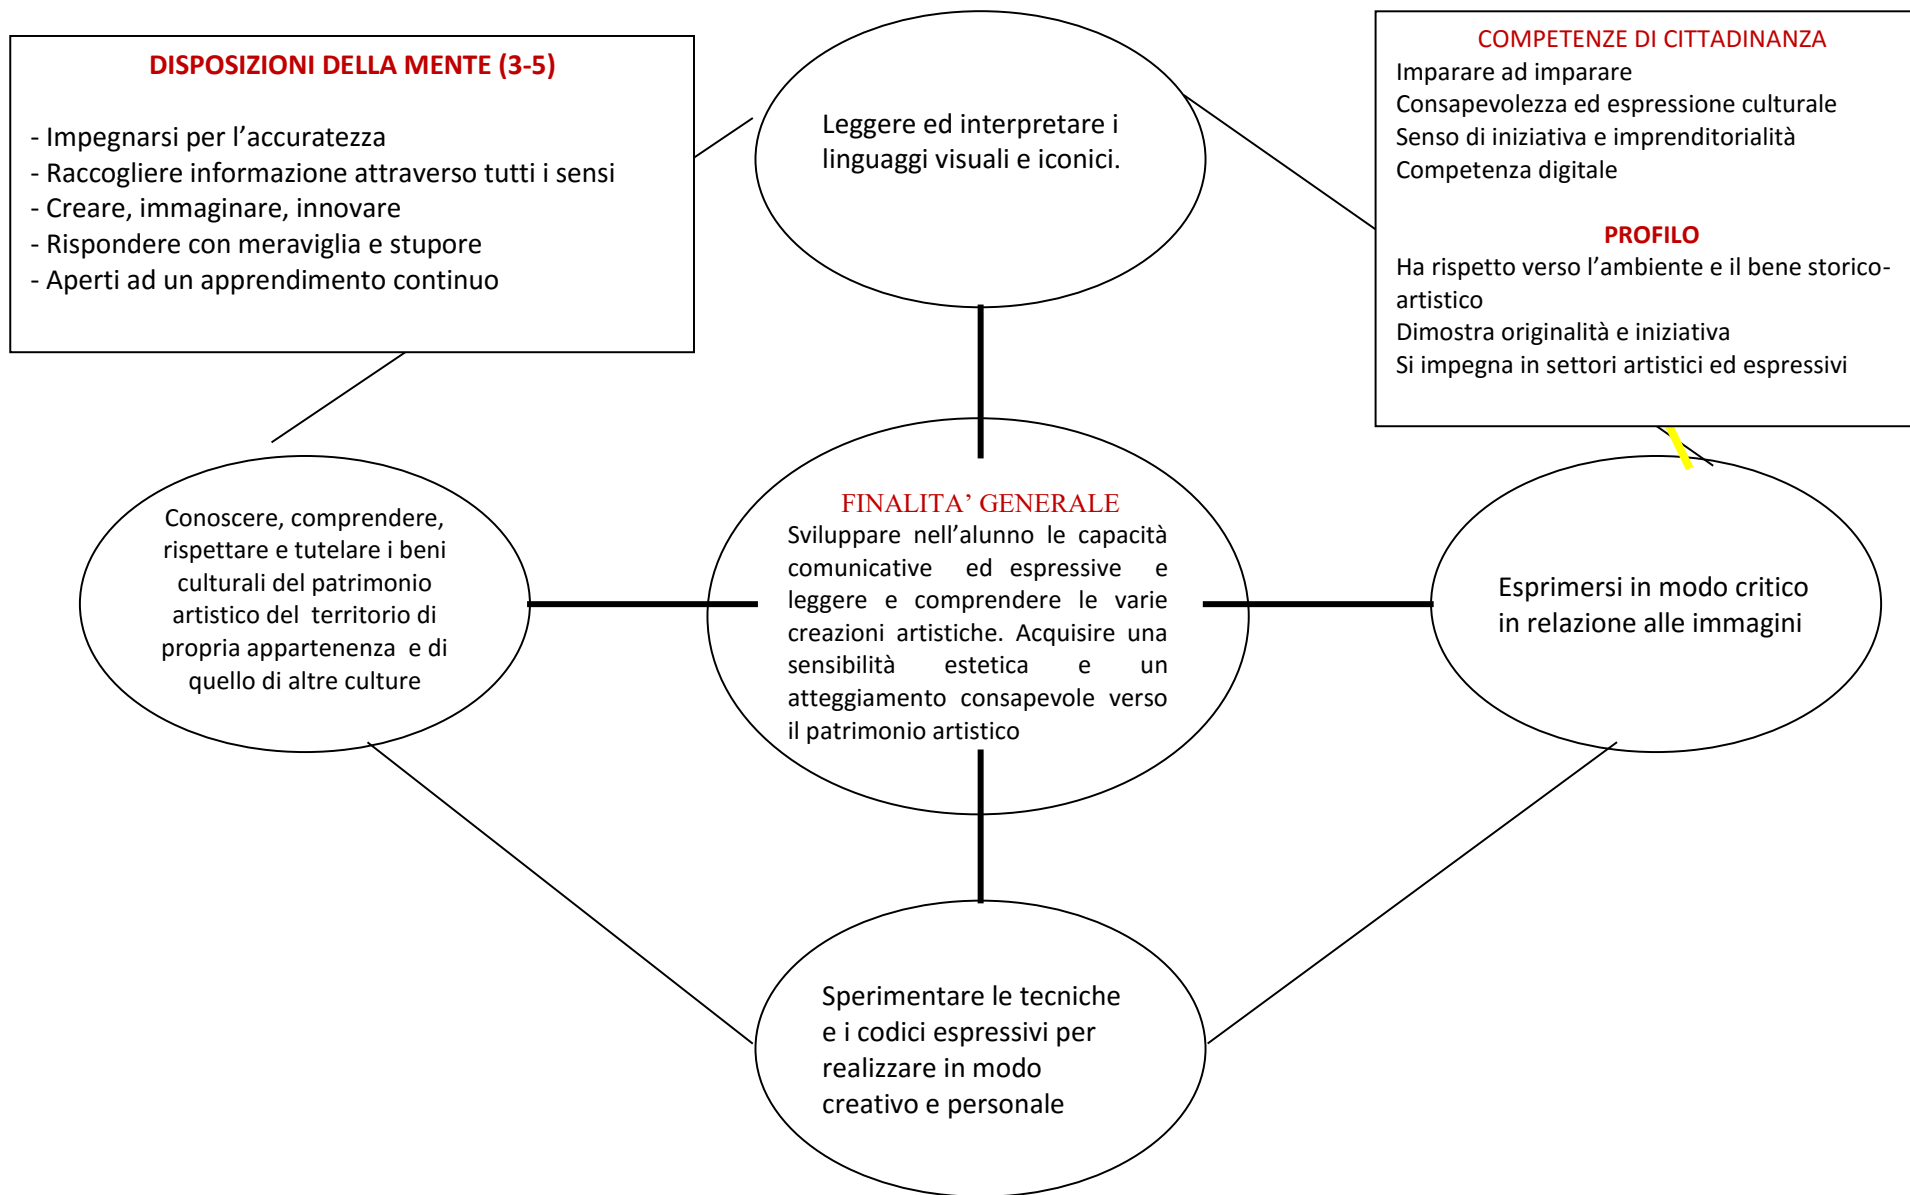 DISPOSIZIONI DELLA MENTE (3-5)
- Impegnarsi per l’accuratezza
- Raccogliere informazione attraverso tutti i sensi
- Creare, immaginare, innovare
- Rispondere con meraviglia e stupore
- Aperti ad un apprendimento continuo
Leggere ed interpretare i
linguaggi visuali e iconici.
COMPETENZE DI CITTADINANZA
Imparare ad imparare
Consapevolezza ed espressione culturale
Senso di iniziativa e imprenditorialità
Competenza digitale
PROFILO
Ha rispetto verso l’ambiente e il bene storico-
artistico
Dimostra originalità e iniziativa
Si impegna in settori artistici ed espressivi
Conoscere, comprendere,
rispettare e tutelare i beni
culturali del patrimonio
artistico del territorio di
propria appartenenza e di
quello di altre culture
FINALITA’ GENERALE
Sviluppare nell’alunno le capacità
comunicative ed espressive e
leggere e comprendere le varie
creazioni artistiche. Acquisire una
sensibilità estetica e un
atteggiamento consapevole verso
il patrimonio artistico
Esprimersi in modo critico
in relazione alle immagini
Sperimentare le tecniche
e i codici espressivi per
realizzare in modo
creativo e personale